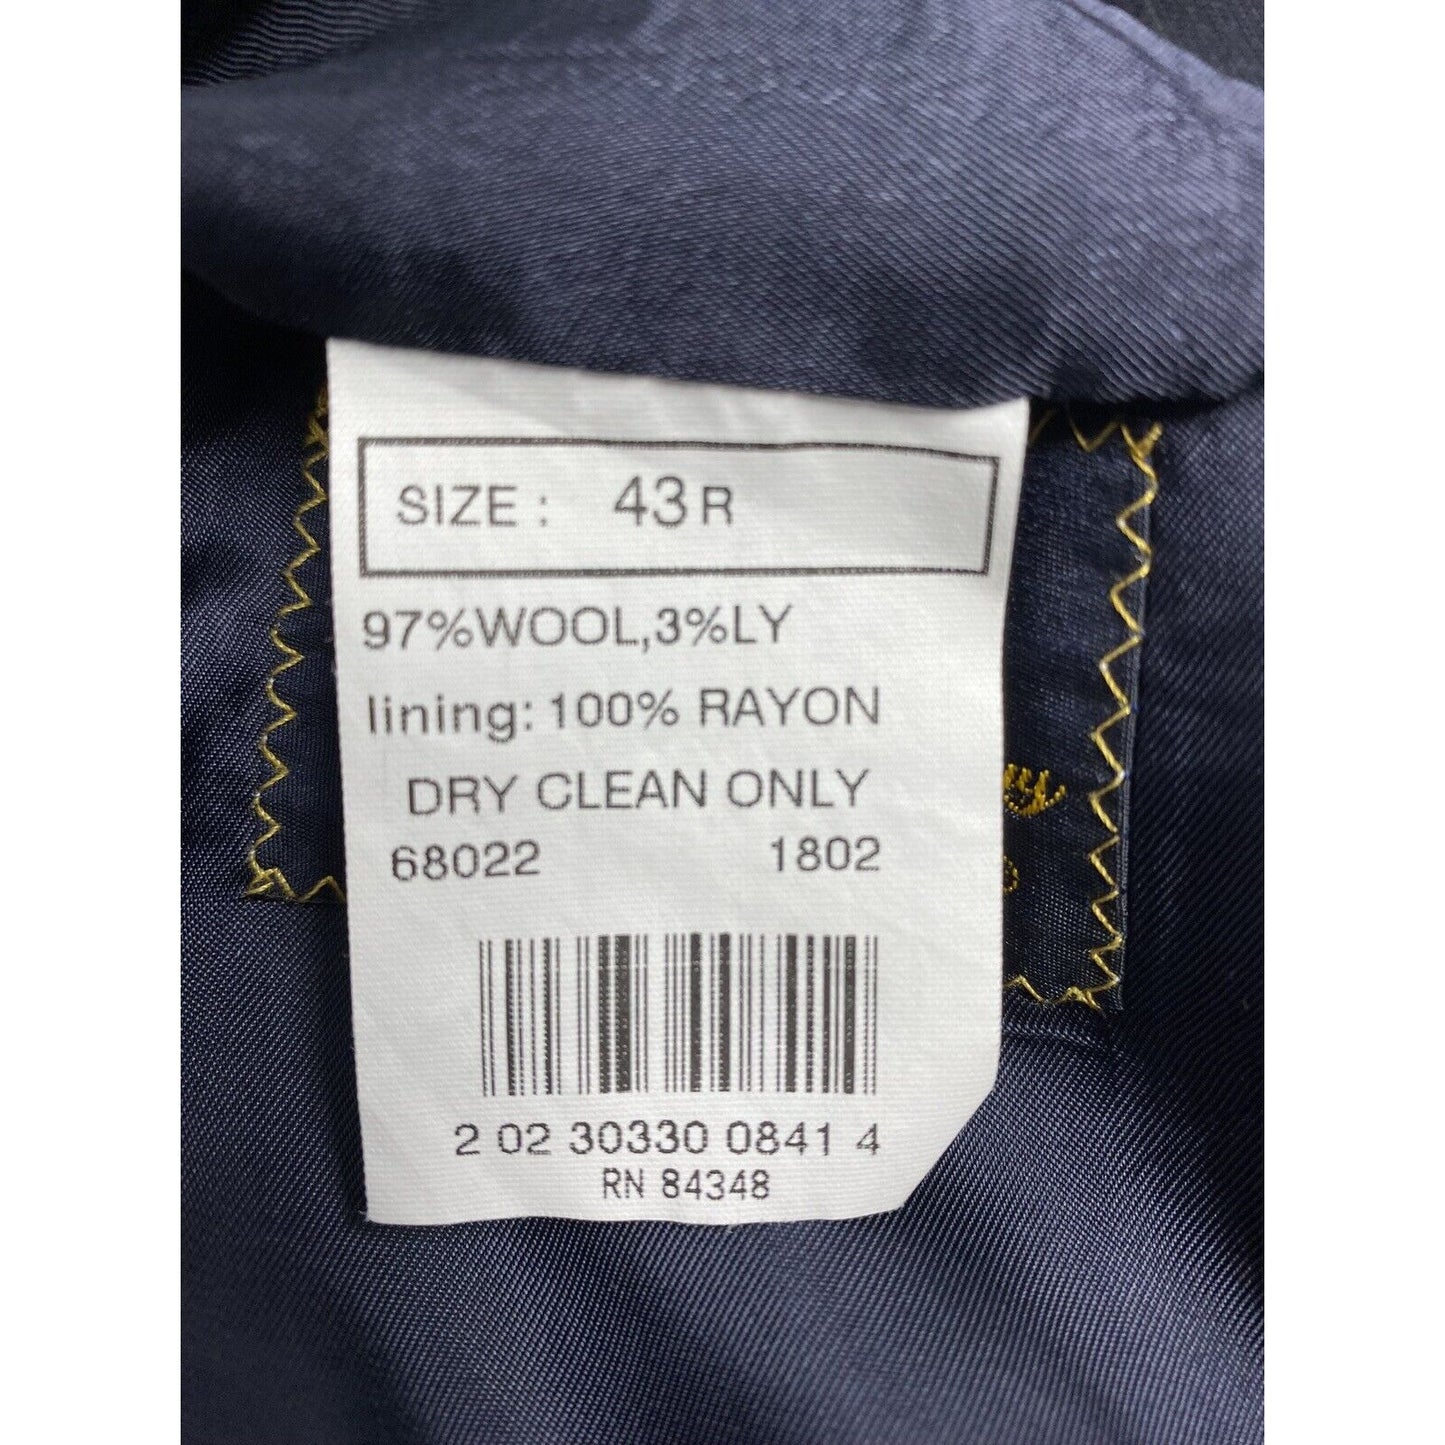 SIZE : 43 R
97%WOOL,3%LY
lining: 100% RAYON
DRY CLEAN ONLY
68022 1802
2 02 30330 0841 4
RN 84348